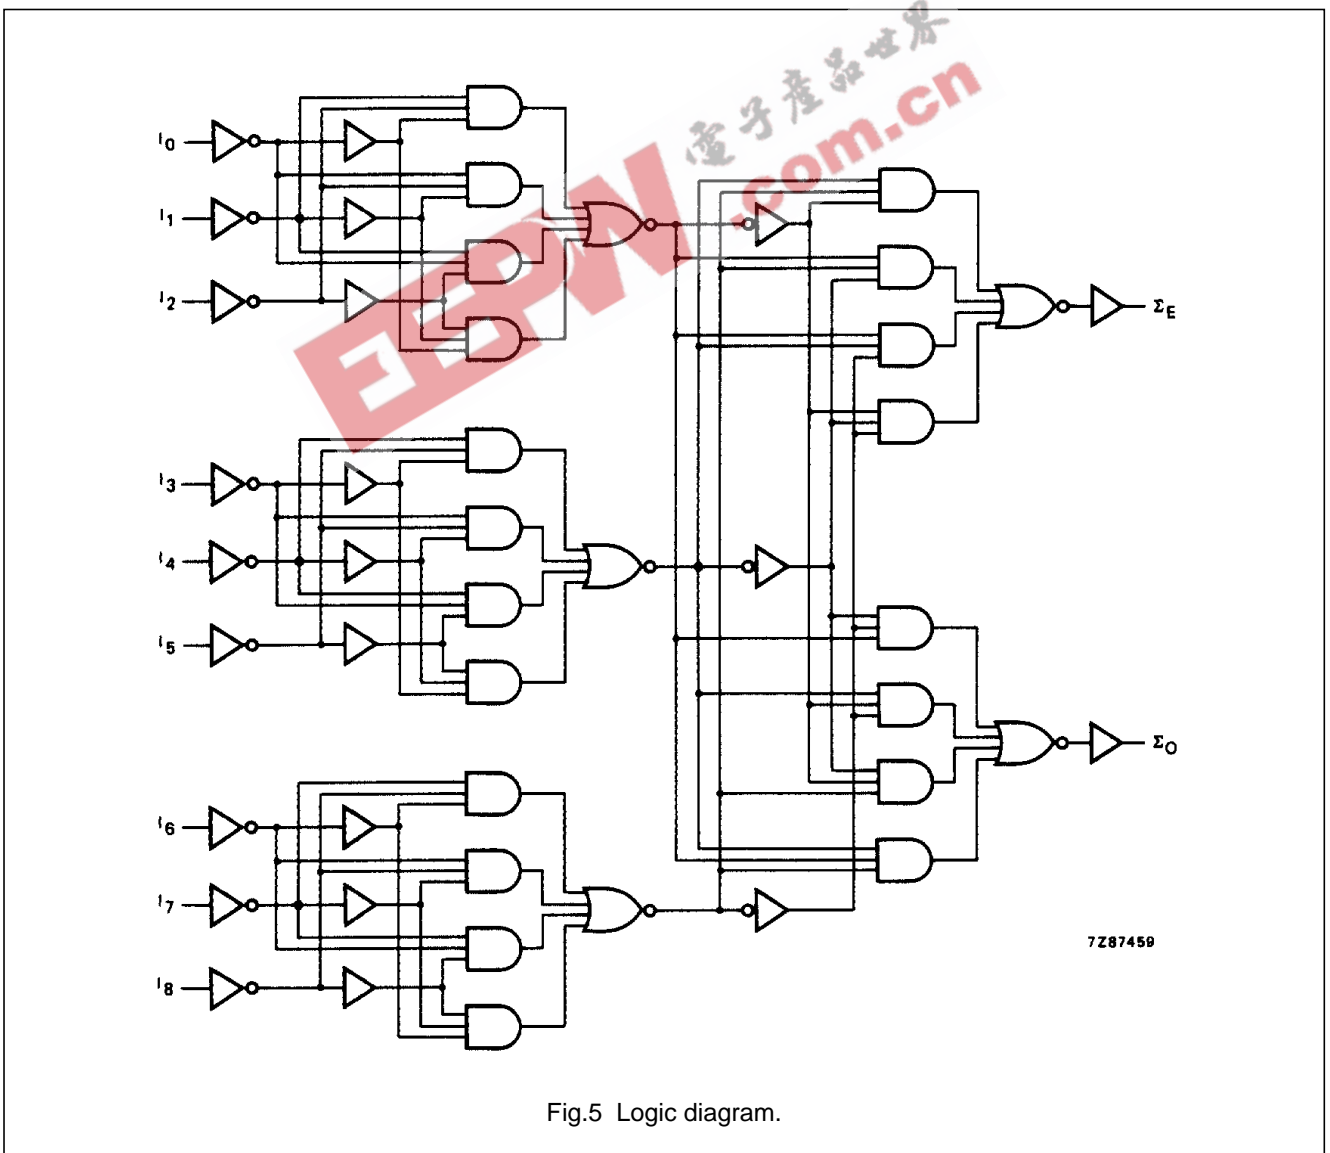 電子產品世界
EEPW.com.cn
I0
I1
I2
ΣE
I3
I4
I5
ΣO
I6
I7
7Z87459
I8
Fig.5 Logic diagram.